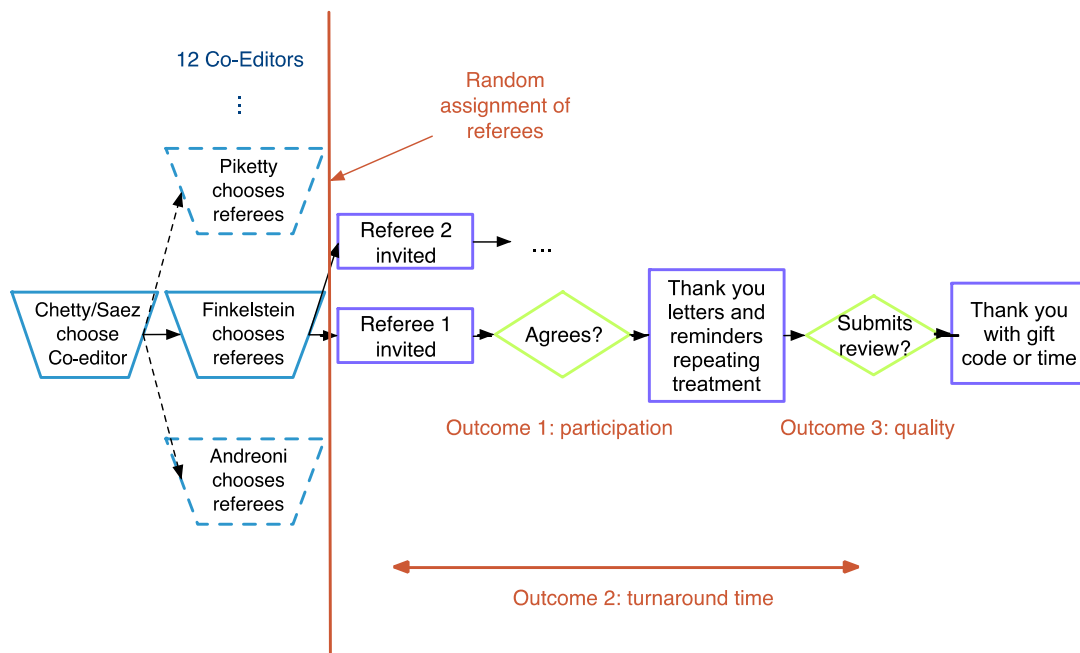 12 Co-Editors
⋮
Random
assignment of
referees
Piketty
chooses
referees
Referee 2
invited
...
Chetty/Saez
choose
Co-editor
Finkelstein
chooses
referees
Referee 1
invited
Agrees?
Thank you
letters and
reminders
repeating
treatment
Submits
review?
Thank you
with gift
code or time
Outcome 1: participation
Outcome 3: quality
Andreoni
chooses
referees
Outcome 2: turnaround time